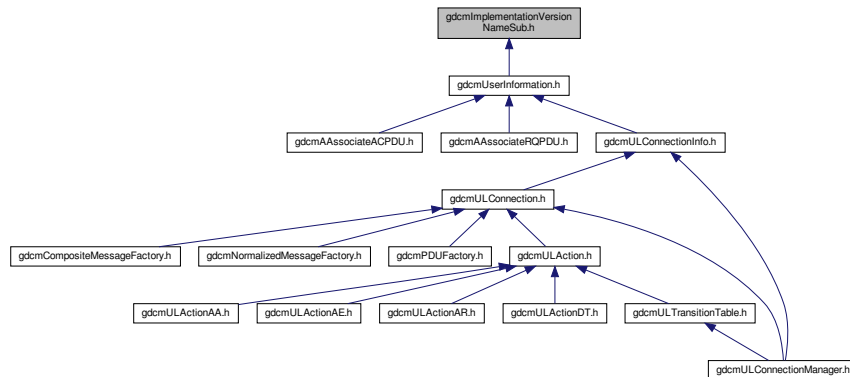 gdcmImplementationVersion
NameSub.h
gdcmUserInformation.h
gdcmAAssociateACPDU.h
gdcmAAssociateRQPDU.h
gdcmULConnectionInfo.h
gdcmULConnection.h
gdcmCompositeMessageFactory.h
gdcmNormalizedMessageFactory.h
gdcmPDUFactory.h
gdcmULAction.h
gdcmULActionAA.h
gdcmULActionAE.h
gdcmULActionAR.h
gdcmULActionDT.h
gdcmULTransitionTable.h
gdcmULConnectionManager.h